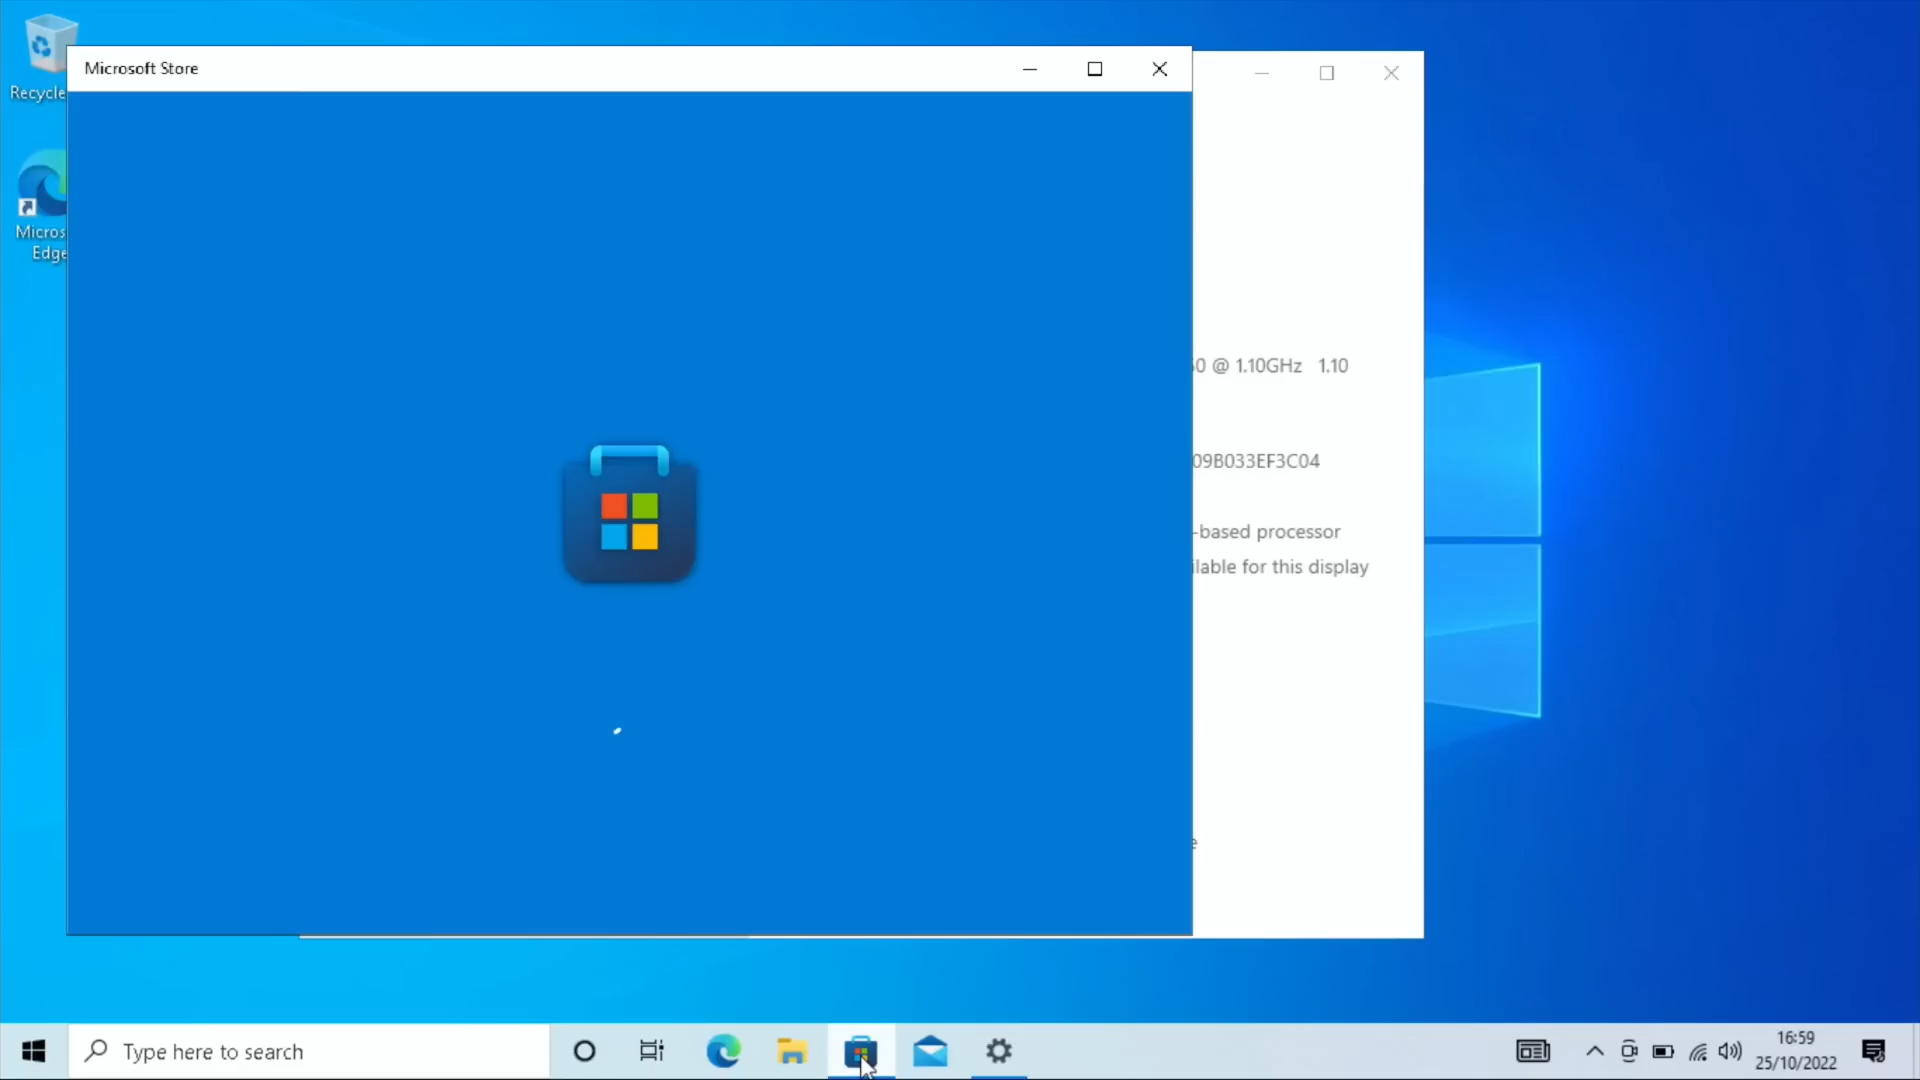 Recycle
Microsoft Store
Micros
Edge
0 @ 1.10GHz 1.10
09B033EF3C04
-based processor
ilable for this display
e
Type here to search
16:59
25/10/2022